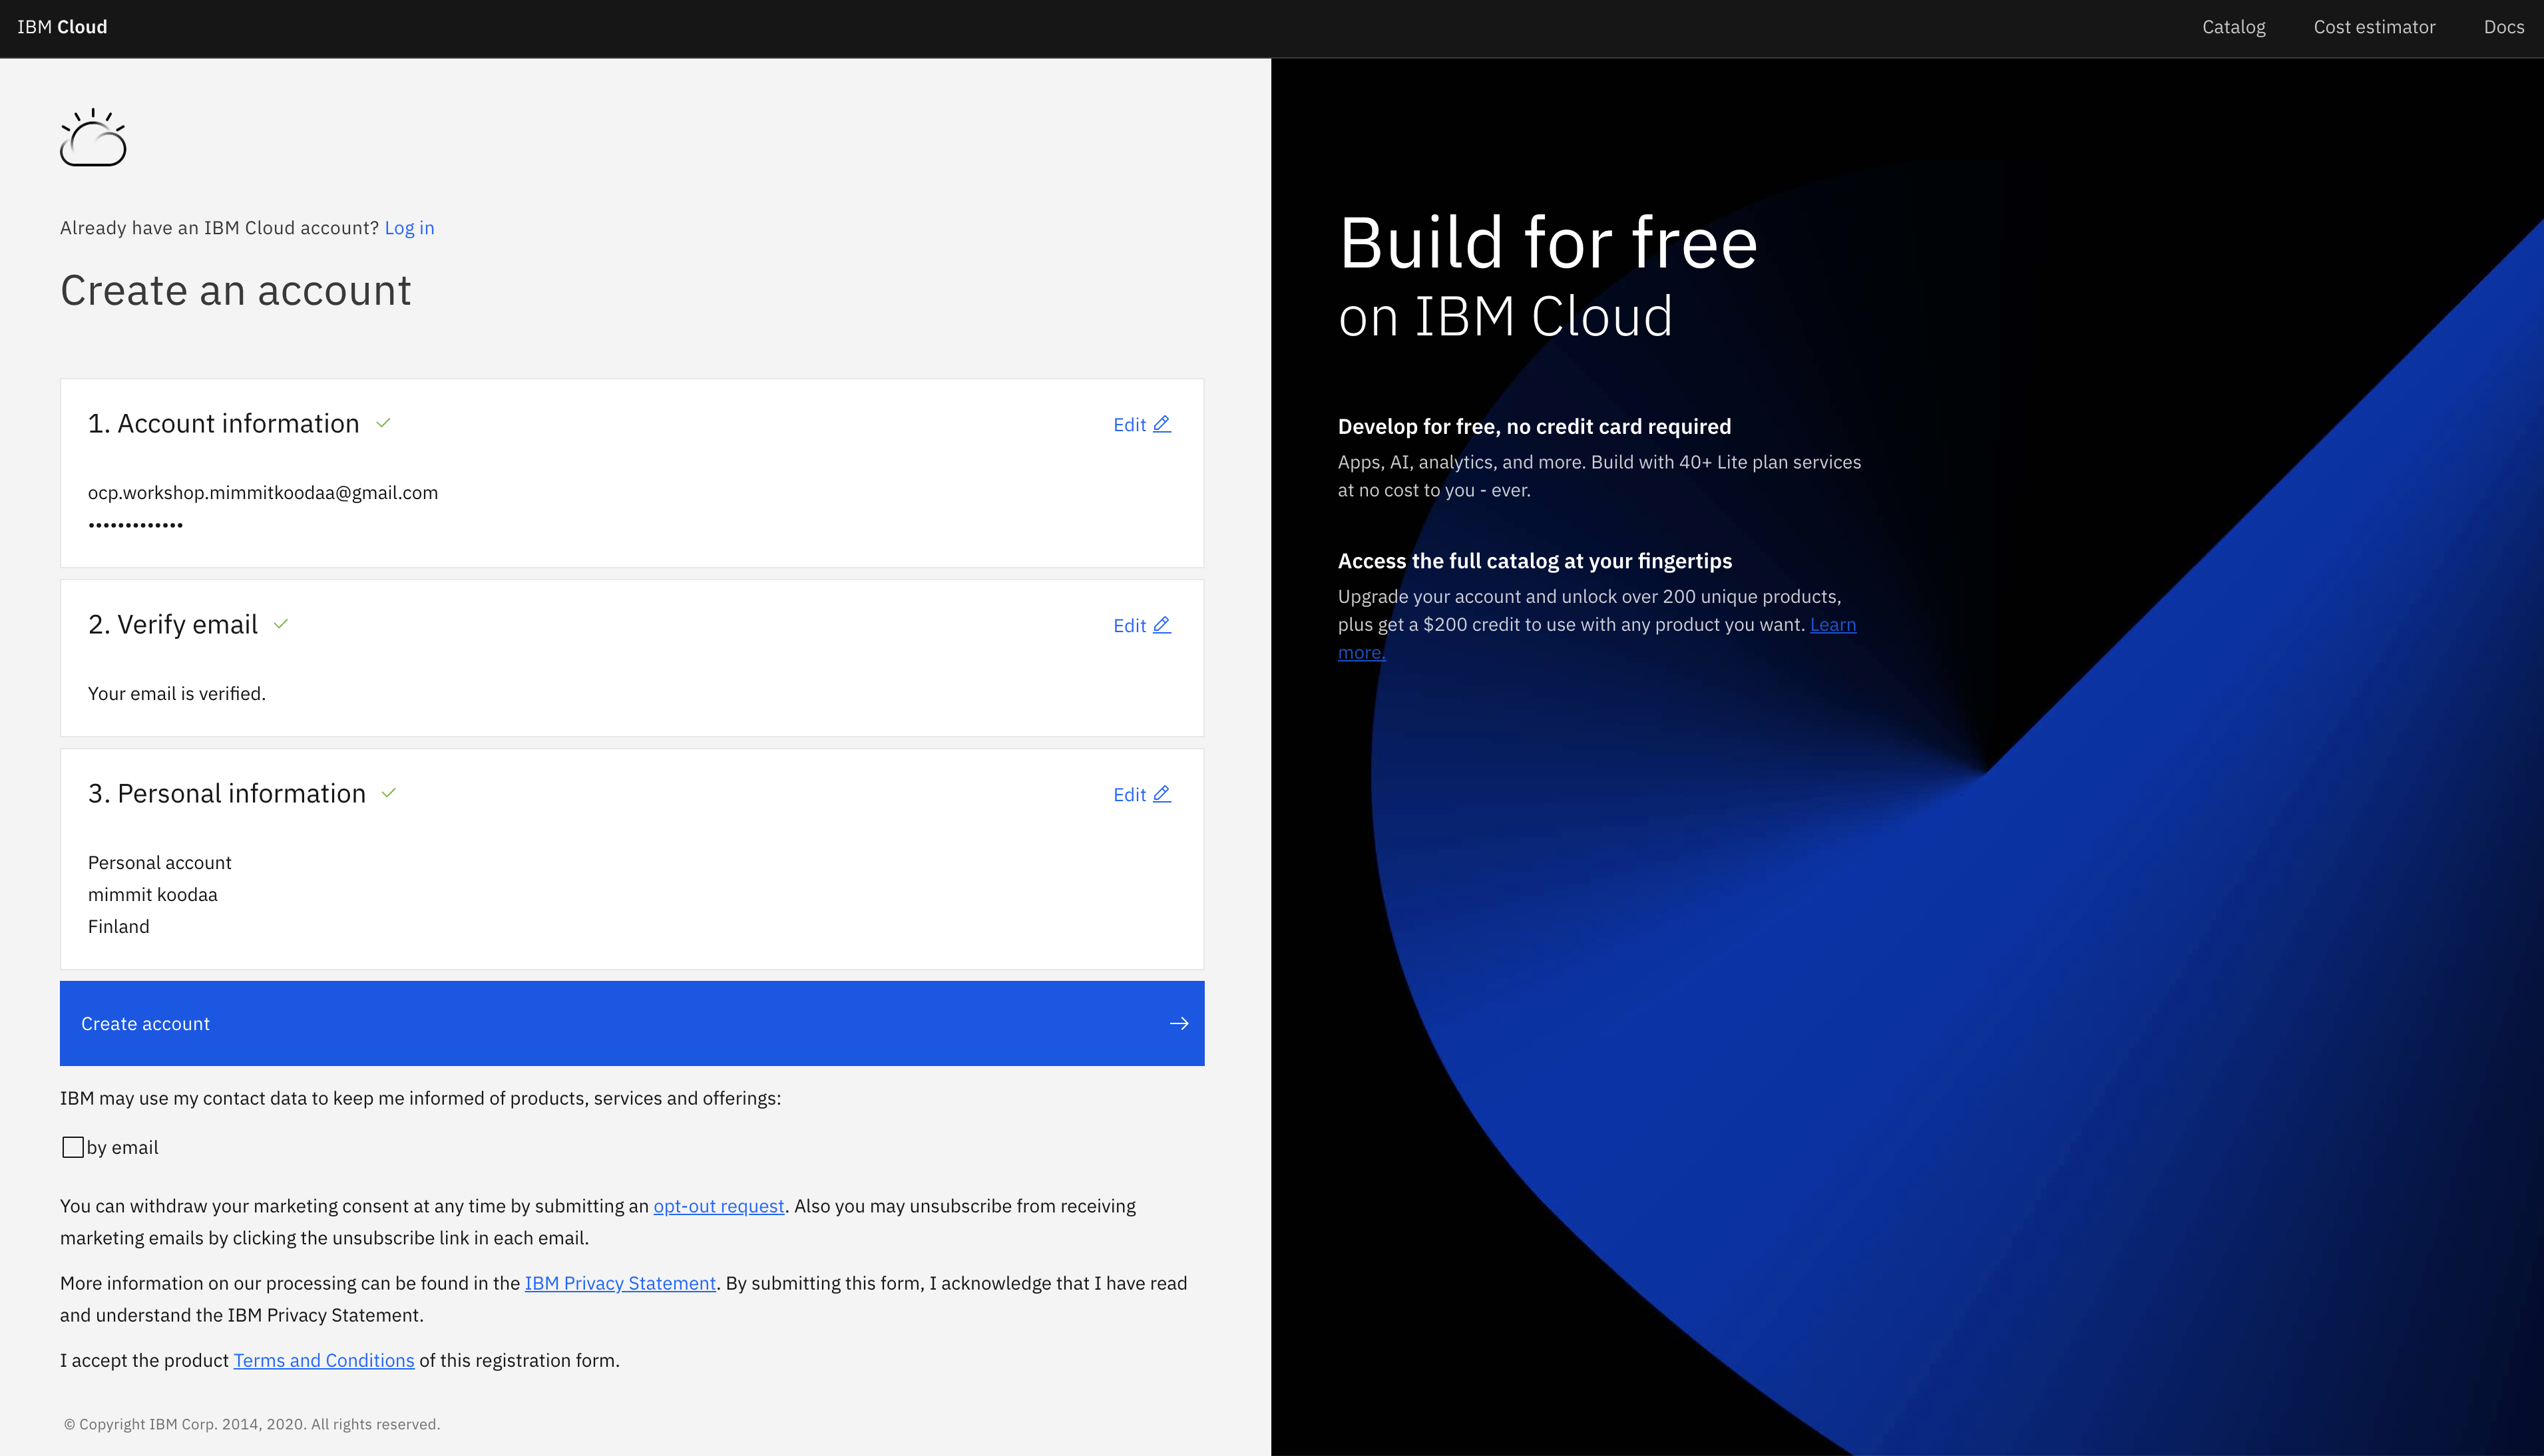 IBM Cloud
Catalog
Cost estimator
Docs
Already have an IBM Cloud account? Log in
Create an account
1. Account information
Edit
ocp.workshop.mimmitkoodaa@gmail.com
•••••••••••••
2. Verify email
Edit
Your email is verified.
3. Personal information
Edit
Personal account
mimmit koodaa
Finland
Create account
IBM may use my contact data to keep me informed of products, services and offerings:
by email
You can withdraw your marketing consent at any time by submitting an opt-out request. Also you may unsubscribe from receiving
marketing emails by clicking the unsubscribe link in each email.
More information on our processing can be found in the IBM Privacy Statement. By submitting this form, I acknowledge that I have read
and understand the IBM Privacy Statement.
I accept the product Terms and Conditions of this registration form.
© Copyright IBM Corp. 2014, 2020. All rights reserved.
Build for free
on IBM Cloud
Develop for free, no credit card required
Apps, AI, analytics, and more. Build with 40+ Lite plan services
at no cost to you - ever.
Access the full catalog at your fingertips
Upgrade your account and unlock over 200 unique products,
plus get a $200 credit to use with any product you want. Learn
more.